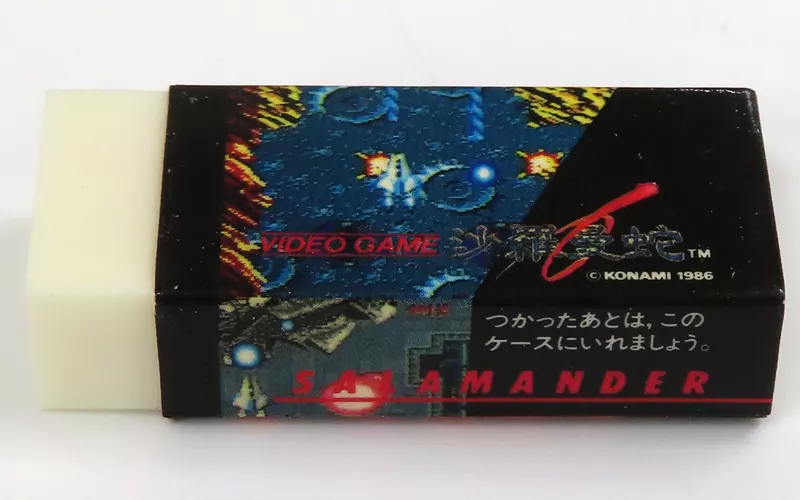 VIDEO GAME 沙羅曼蛇™
©KONAMI 1986
つかったあとは，この
ケースにいれましょう。
SALAMANDER